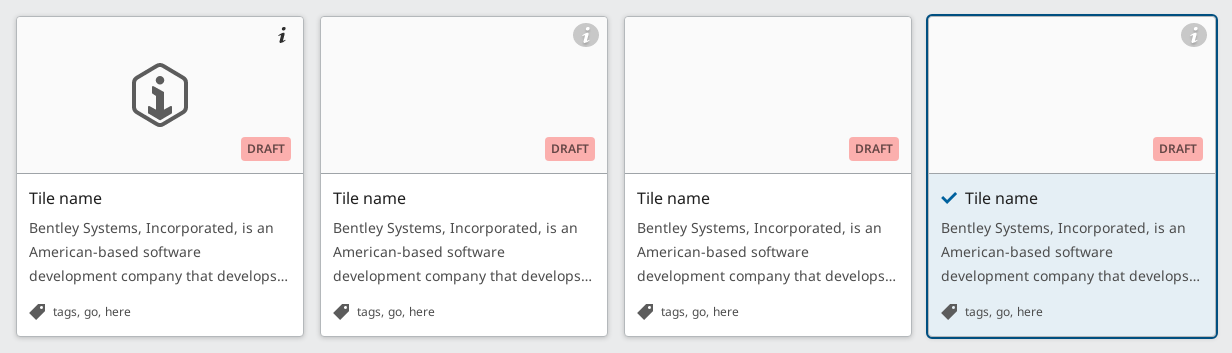 DRAFT
Tile name
Bentley Systems, Incorporated, is an
American-based software
development company that develops...
tags, go, here
DRAFT
Tile name
Bentley Systems, Incorporated, is an
American-based software
development company that develops...
tags, go, here
DRAFT
Tile name
Bentley Systems, Incorporated, is an
American-based software
development company that develops...
tags, go, here
DRAFT
Tile name
Bentley Systems, Incorporated, is an
American-based software
development company that develops...
tags, go, here